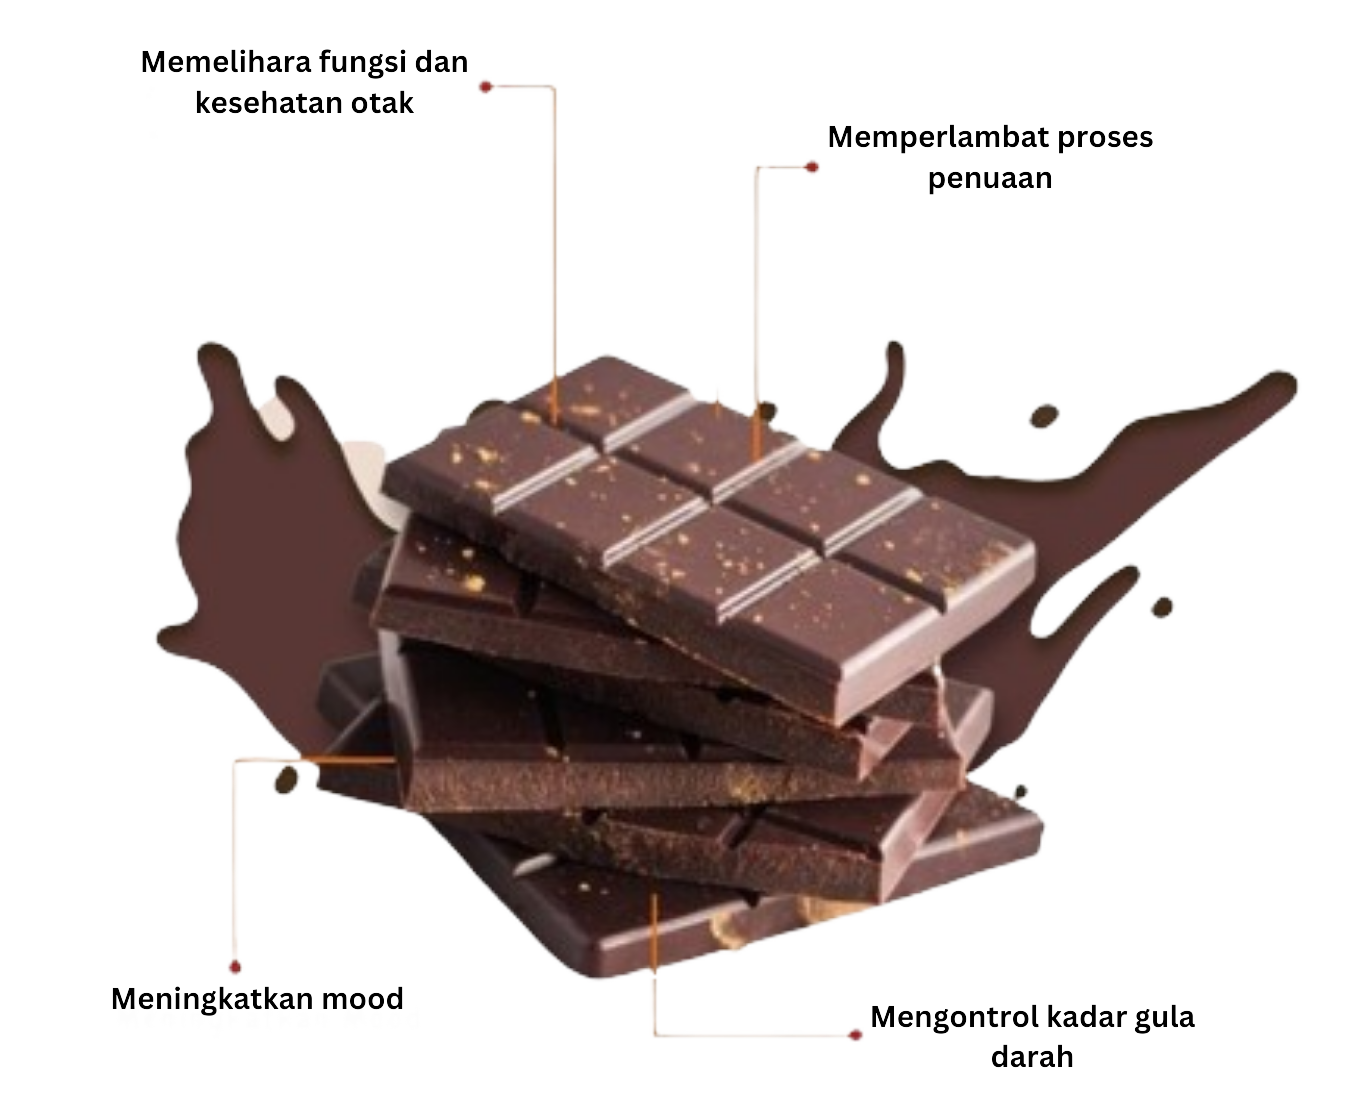 Memelihara fungsi dan
kesehatan otak
Memperlambat proses
penuaan
Meningkatkan mood
Mengontrol kadar gula
darah